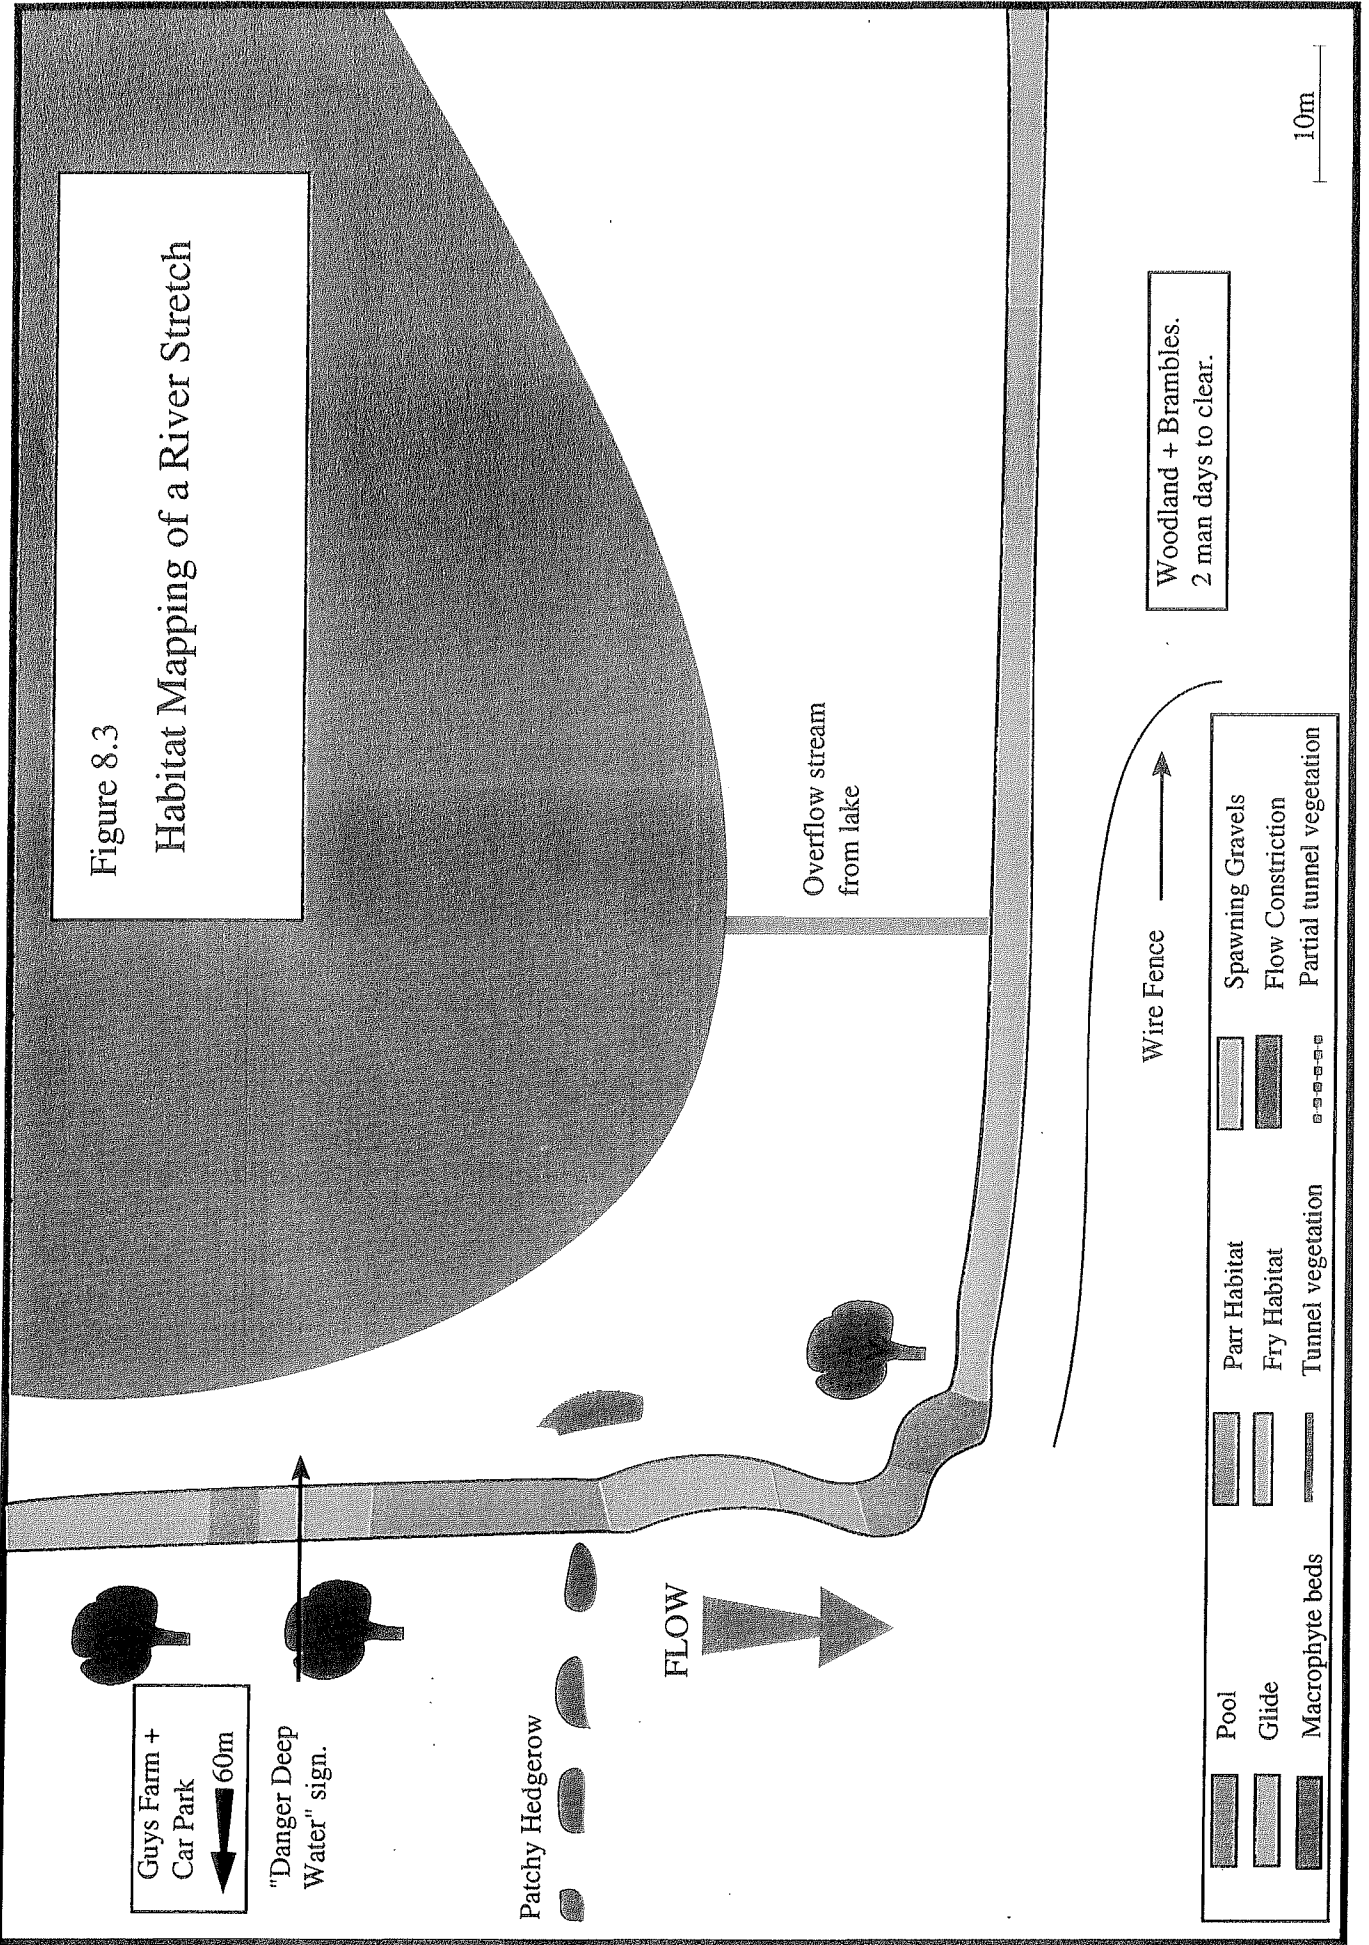 Figure 8.3
Habitat Mapping of a River Stretch
Guys Farm +
Car Park
60m
"Danger Deep
Water" sign.
Patchy Hedgerow
FLOW
Overflow stream
from lake
Wire Fence
Woodland + Brambles.
2 man days to clear.
10m
Pool
Glide
Macrophyte beds
Parr Habitat
Fry Habitat
Tunnel vegetation
Spawning Gravels
Flow Constriction
Partial tunnel vegetation